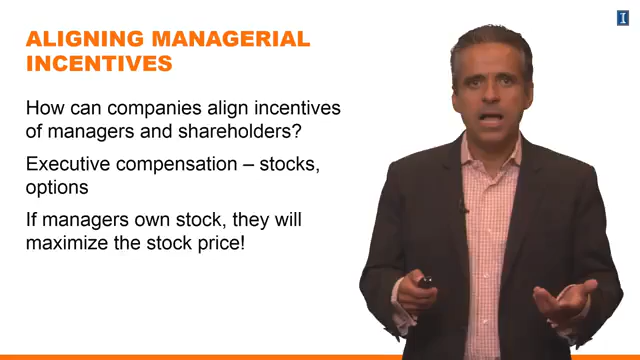 ALIGNING MANAGERIAL
INCENTIVES
How can companies align incentives
of managers and shareholders?
Executive compensation – stocks,
options
If managers own stock, they will
maximize the stock price!
I